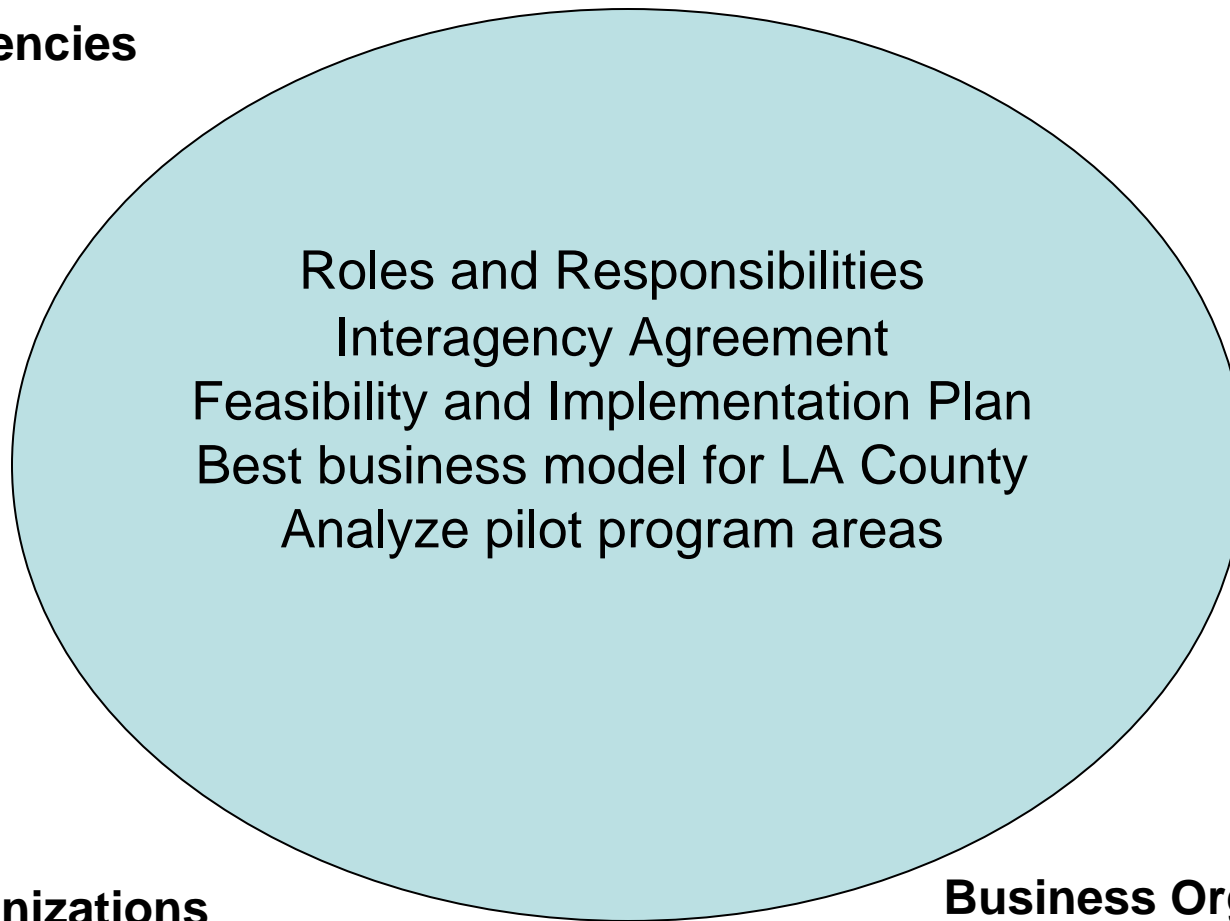 encies
Roles and Responsibilities
Interagency Agreement
Feasibility and Implementation Plan
Best business model for LA County
Analyze pilot program areas
nizations
Business Org